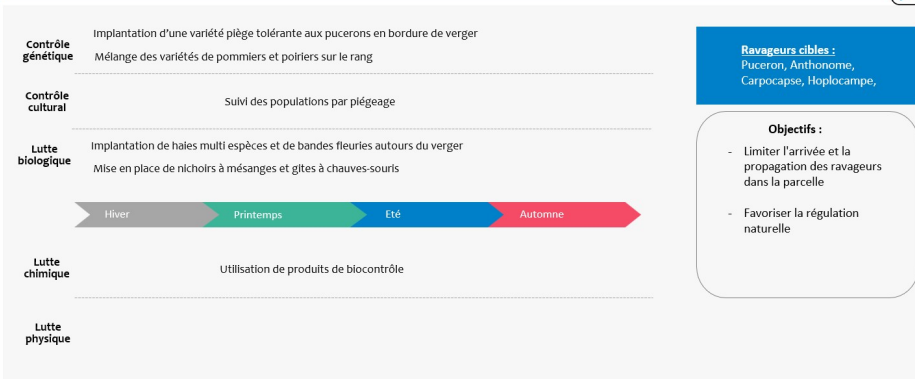 Contrôle
génétique
Implantation d'une variété piège tolérante aux pucerons en bordure de verger
Mélange des variétés de pommiers et poiriers sur le rang
Contrôle
cultural
Suivi des populations par piégeage
Lutte
biologique
Implantation de haies multi espèces et de bandes fleuries autours du verger
Mise en place de nichoirs à mésanges et gites à chauves-souris
Hiver
Printemps
Eté
Automne
Lutte
chimique
Utilisation de produits de biocontrôle
Lutte
physique
Ravageurs cibles :
Puceron, Anthonome,
Carpocapse, Hoplocampe,
Objectifs :
- Limiter l'arrivée et la
propagation des ravageurs
dans la parcelle
- Favoriser la régulation
naturelle